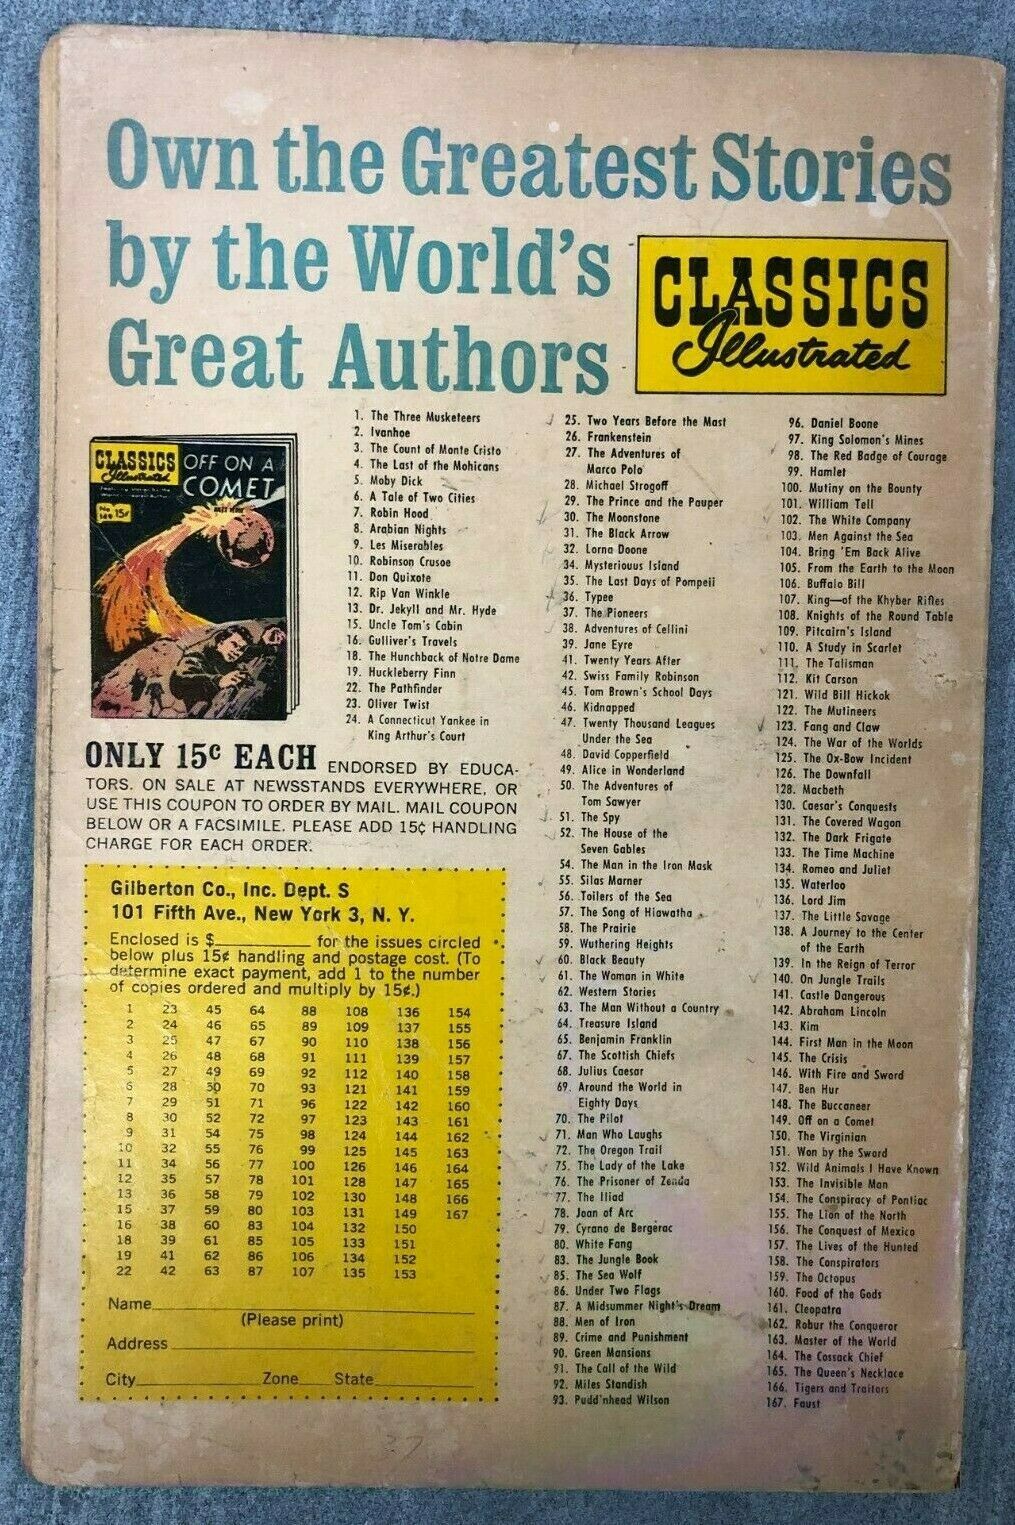 Own the Greatest Stories
by the World's
Great Authors
CLASSICS
Illustrated
CLASSICS
Illustrated
OFF ON A
COMET
No.
149
15¢
1. The Three Musketeers
2. Ivanhoe
3. The Count of Monte Cristo
4. The Last of the Mohicans
5. Moby Dick
6. A Tale of Two Cities
7. Robin Hood
8. Arabian Nights
9. Les Miserables
10. Robinson Crusoe
11. Don Quixote
12. Rip Van Winkle
13. Dr. Jekyll and Mr. Hyde
15. Uncle Tom's Cabin
16. Gulliver's Travels
18. The Hunchback of Notre Dame
19. Huckleberry Finn
22. The Pathfinder
23. Oliver Twist
24. A Connecticut Yankee in
King Arthur's Court
ONLY 15¢ EACH ENDORSED BY EDUCA-
TORS. ON SALE AT NEWSSTANDS EVERYWHERE, OR
USE THIS COUPON TO ORDER BY MAIL. MAIL COUPON
BELOW OR A FACSIMILE. PLEASE ADD 15¢ HANDLING
CHARGE FOR EACH ORDER.
Gilberton Co., Inc. Dept. S
101 Fifth Ave., New York 3, N. Y.
Enclosed is $ for the issues circled
below plus 15¢ handling and postage cost. (To
determine exact payment, add 1 to the number
of copies ordered and multiply by 15¢.)
1 23 45 64 88 108 136 154
2 24 46 65 89 109 137 155
3 25 47 67 90 110 138 156
4 26 48 68 91 111 139 157
5 27 49 69 92 112 140 158
6 28 50 70 93 121 141 159
7 29 51 71 96 122 142 160
8 30 52 72 97 123 143 161
9 31 54 75 98 124 144 162
10 32 55 76 99 125 145 163
11 34 56 77 100 126 146 164
12 35 57 78 101 128 147 165
13 36 58 79 102 130 148 166
15 37 59 80 103 131 149 167
16 38 60 83 104 132 150
18 39 61 85 105 133 151
19 41 62 86 106 134 152
22 42 63 87 107 135 153
Name
(Please print)
Address
City Zone State
25. Two Years Before the Mast
26. Frankenstein
27. The Adventures of
Marco Polo
28. Michael Strogoff
29. The Prince and the Pauper
30. The Moonstone
31. The Black Arrow
32. Lorna Doone
34. Mysterious Island
35. The Last Days of Pompeii
36. Typee
37. The Pioneers
38. Adventures of Cellini
39. Jane Eyre
41. Twenty Years After
42. Swiss Family Robinson
45. Tom Brown's School Days
46. Kidnapped
47. Twenty Thousand Leagues
Under the Sea
48. David Copperfield
49. Alice in Wonderland
50. The Adventures of
Tom Sawyer
51. The Spy
52. The House of the
Seven Gables
54. The Man in the Iron Mask
55. Silas Marner
56. Toilers of the Sea
57. The Song of Hiawatha
58. The Prairie
59. Wuthering Heights
60. Black Beauty
61. The Woman in White
62. Western Stories
63. The Man Without a Country
64. Treasure Island
65. Benjamin Franklin
67. The Scottish Chiefs
68. Julius Caesar
69. Around the World in
Eighty Days
70. The Pilot
71. Man Who Laughs
72. The Oregon Trail
75. The Lady of the Lake
76. The Prisoner of Zenda
77. The Iliad
78. Joan of Arc
79. Cyrano de Bergerac
80. White Fang
83. The Jungle Book
85. The Sea Wolf
86. Under Two Flags
87. A Midsummer Night's Dream
88. Men of Iron
89. Crime and Punishment
90. Green Mansions
91. The Call of the Wild
92. Miles Standish
93. Pudd'nhead Wilson
96. Daniel Boone
97. King Solomon's Mines
98. The Red Badge of Courage
99. Hamlet
100. Mutiny on the Bounty
101. William Tell
102. The White Company
103. Men Against the Sea
104. Bring 'Em Back Alive
105. From the Earth to the Moon
106. Buffalo Bill
107. King—of the Khyber Rifles
108. Knights of the Round Table
109. Pitcairn's Island
110. A Study in Scarlet
111. The Talisman
112. Kit Carson
121. Wild Bill Hickok
122. The Mutineers
123. Fang and Claw
124. The War of the Worlds
125. The Ox-Bow Incident
126. The Downfall
128. Macbeth
130. Caesar's Conquests
131. The Covered Wagon
132. The Dark Frigate
133. The Time Machine
134. Romeo and Juliet
135. Waterloo
136. Lord Jim
137. The Little Savage
138. A Journey to the Center
of the Earth
139. In the Reign of Terror
140. On Jungle Trails
141. Castle Dangerous
142. Abraham Lincoln
143. Kim
144. First Man in the Moon
145. The Crisis
146. With Fire and Sword
147. Ben Hur
148. The Buccaneer
149. Off on a Comet
150. The Virginian
151. Won by the Sword
152. Wild Animals I Have Known
153. The Invisible Man
154. The Conspiracy of Pontiac
155. The Lion of the North
156. The Conquest of Mexico
157. The Lives of the Hunted
158. The Conspirators
159. The Octopus
160. Food of the Gods
161. Cleopatra
162. Robur the Conqueror
163. Master of the World
164. The Cossack Chief
165. The Queen's Necklace
166. Tigers and Traitors
167. Faust
37